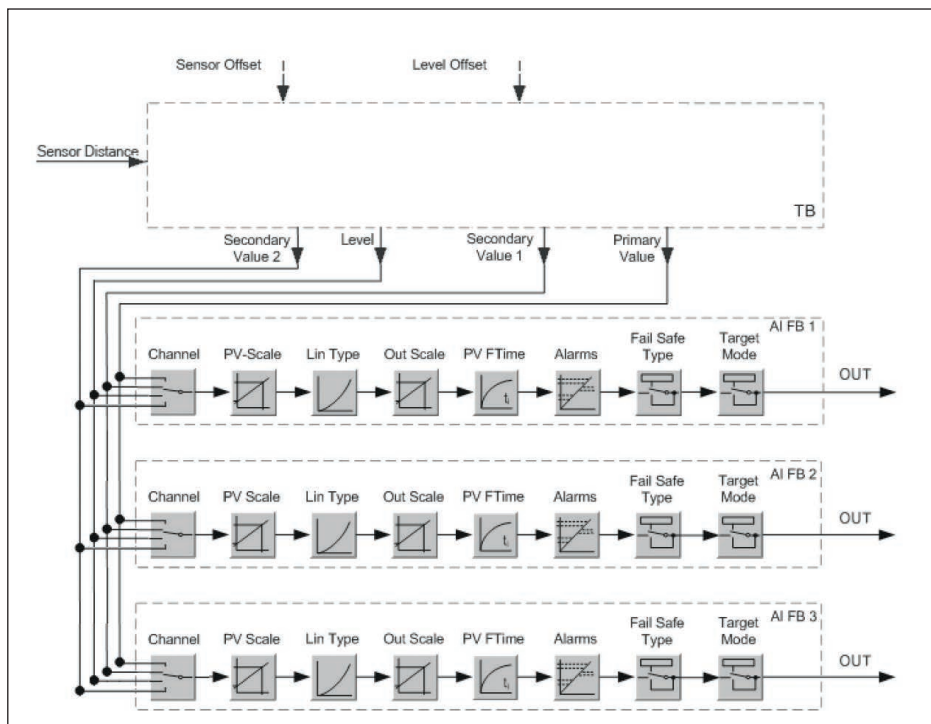 Sensor Offset Level Offset
Sensor Distance
TB
Secondary Value 2 Level Secondary Value 1 Primary Value
AI FB 1
Channel PV-Scale Lin Type Out Scale PV FTime Alarms Fail Safe Type Target Mode OUT
t
AI FB 2
Channel PV Scale Lin Type Out Scale PV FTime Alarms Fail Safe Type Target Mode OUT
t
AI FB 3
Channel PV Scale Lin Type Out Scale PV FTime Alarms Fail Safe Type Target Mode OUT
t